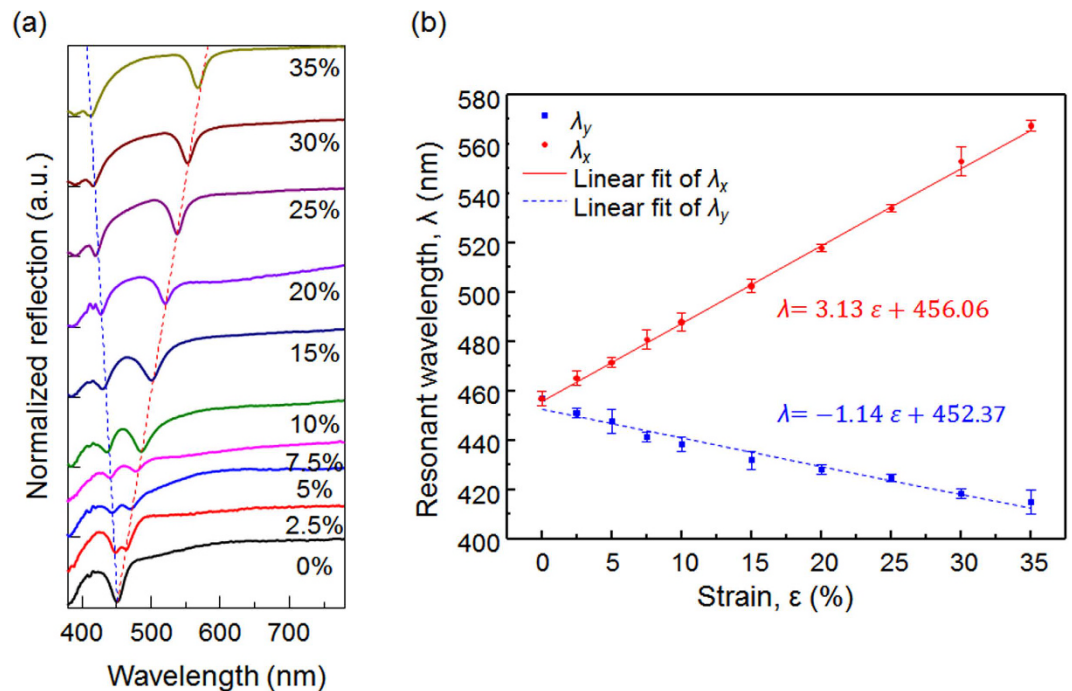 (a)
35%
30%
25%
20%
15%
10%
7.5%
5%
2.5%
0%
Normalized reflection (a.u.)
400 500 600 700
Wavelength (nm)
(b)
580
560
540
520
500
480
460
440
420
400
Resonant wavelength, λ (nm)
λy
λx
Linear fit of λx
Linear fit of λy
λ= 3.13 ε + 456.06
λ= −1.14 ε + 452.37
0 5 10 15 20 25 30 35
Strain, ε (%)